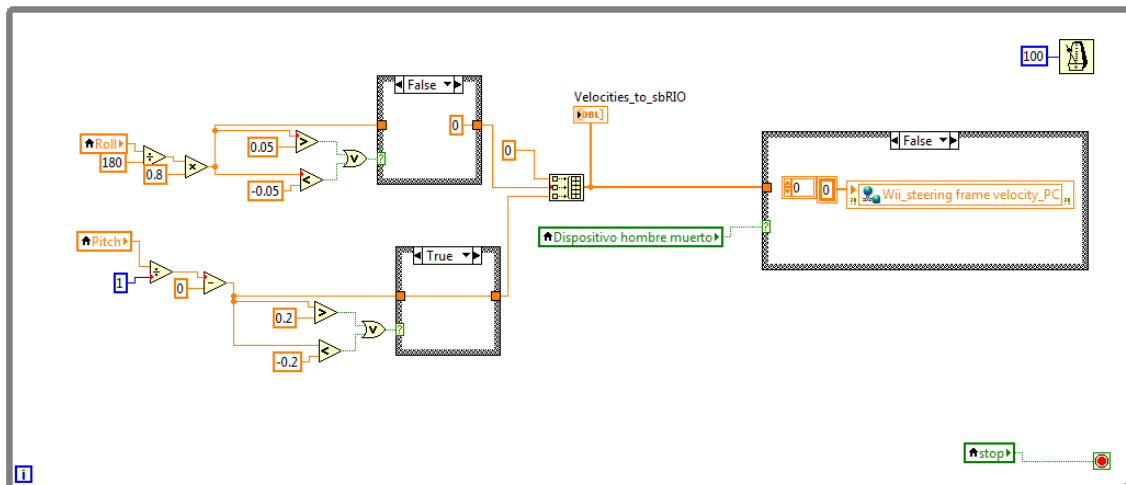 False
100
Velocities_to_sbRIO
DBL]
0
Roll
180
0.8
0.05
-0.05
0
False
0
0
Wii_steering frame velocity_PC
Dispositivo hombre muerto
Pitch
1
0
True
0.2
-0.2
stop
i